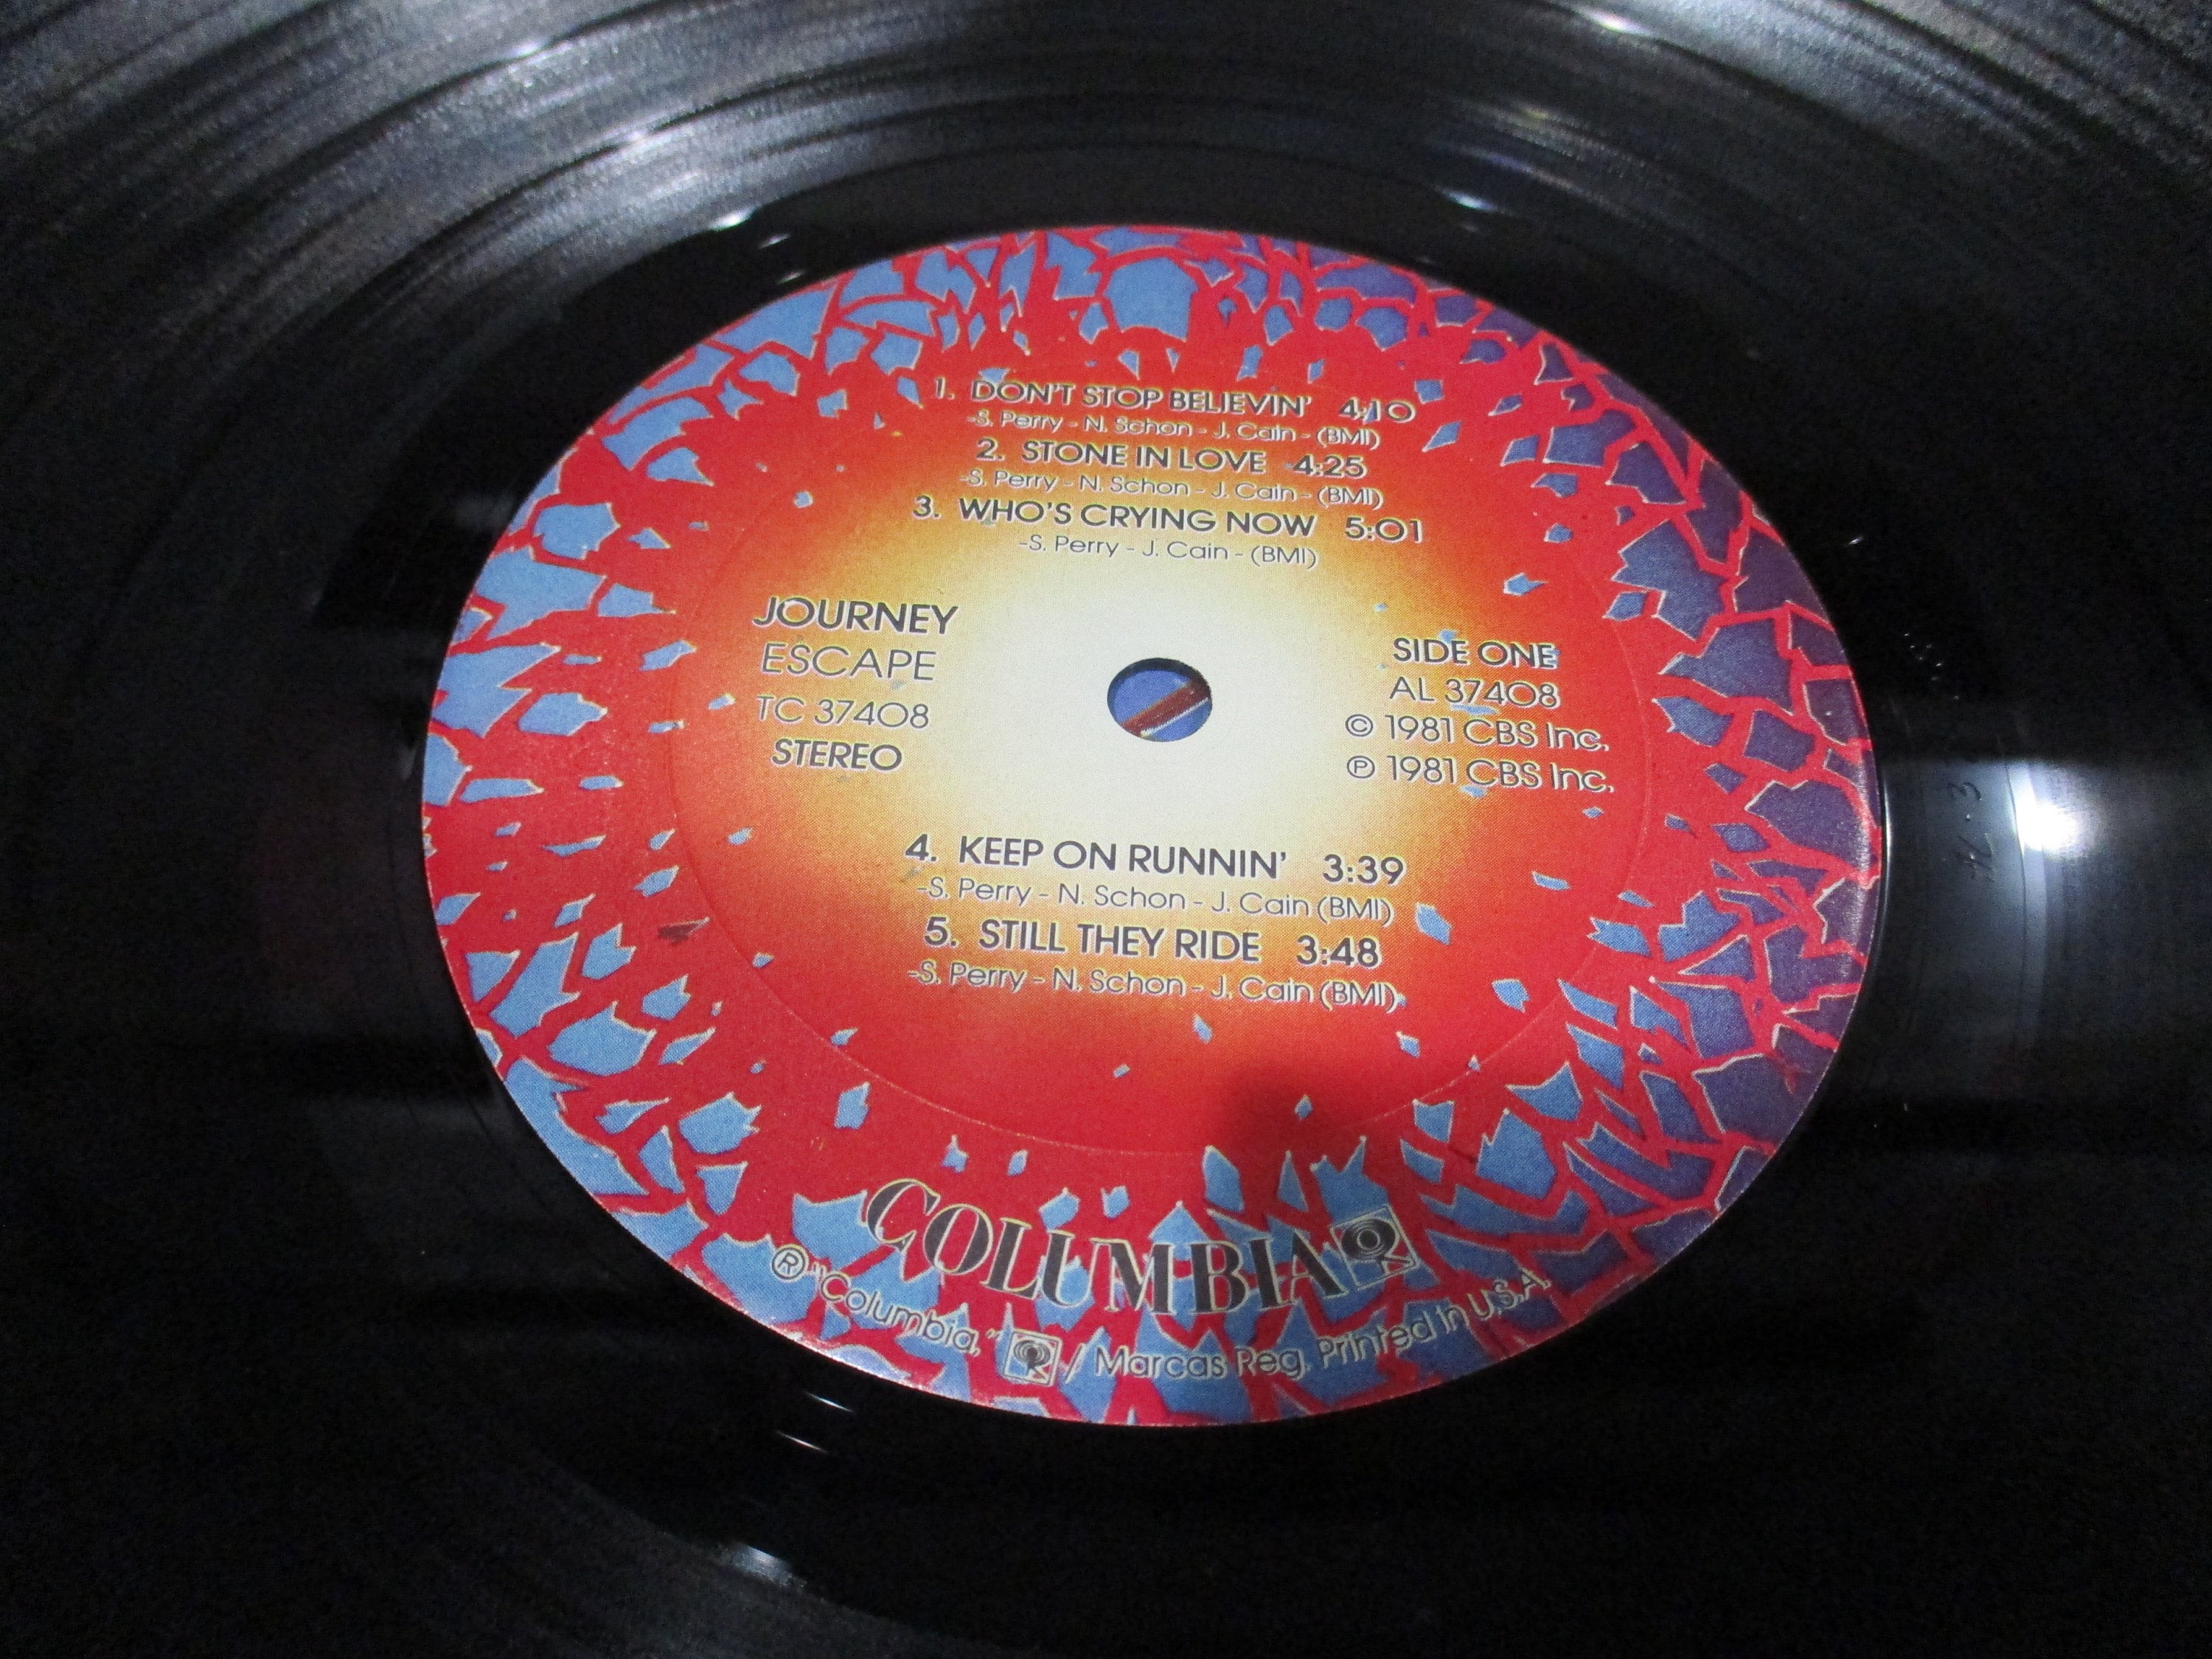 1. DON'T STOP BELIEVIN' 4:10
-S. Perry - N. Schon - J. Cain - (BMI)
2. STONE IN LOVE 4:25
-S. Perry - N. Schon - J. Cain - (BMI)
3. WHO'S CRYING NOW 5:01
-S. Perry - J. Cain - (BMI)
JOURNEY
ESCAPE
TC 37408
STEREO
SIDE ONE
AL 37408
© 1981 CBS Inc.
℗ 1981 CBS Inc.
4. KEEP ON RUNNIN' 3:39
-S. Perry - N. Schon - J. Cain (BMI)
5. STILL THEY RIDE 3:48
-S. Perry - N. Schon - J. Cain (BMI)
COLUMBIA
® "Columbia," / Marcas Reg. Printed in U.S.A.